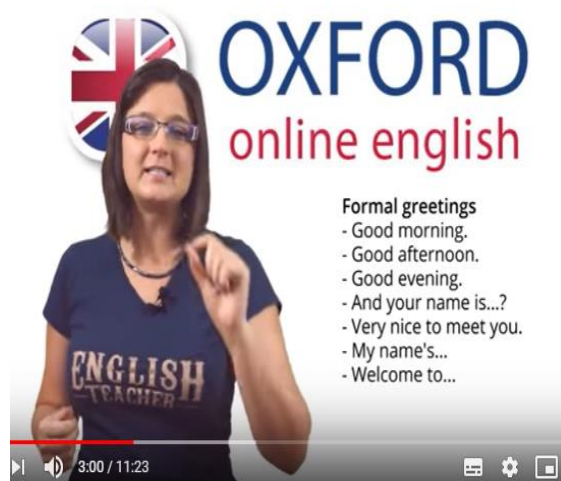 OXFORD
online english
Formal greetings
- Good morning.
- Good afternoon.
- Good evening.
- And your name is...?
- Very nice to meet you.
- My name's...
- Welcome to...
ENGLISH
TEACHER
3:00 / 11:23